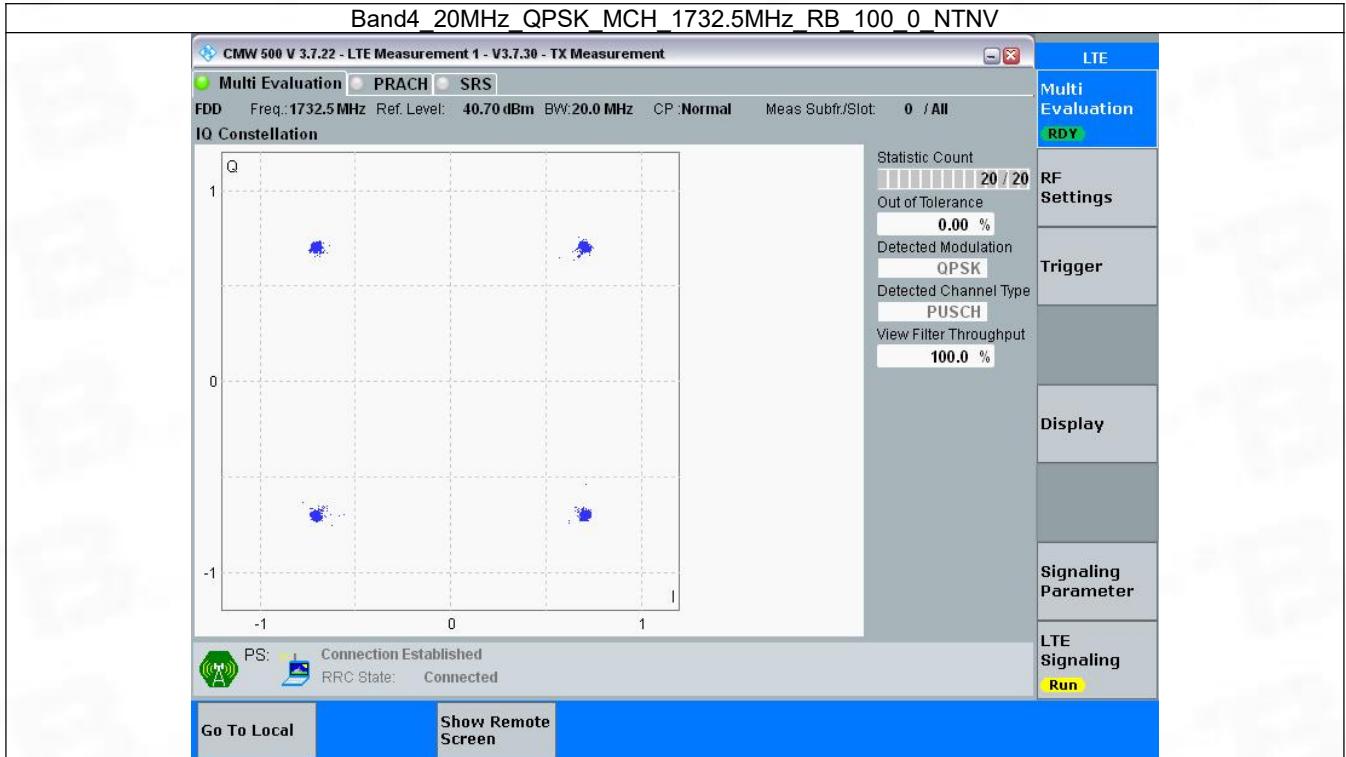 Band4_20MHz_QPSK_MCH_1732.5MHz_RB_100_0_NTNV
CMW 500 V 3.7.22 - LTE Measurement 1 - V3.7.30 - TX Measurement
LTE
Multi Evaluation PRACH SRS
FDD Freq.: 1732.5 MHz Ref. Level: 40.70 dBm BW: 20.0 MHz CP : Normal Meas Subfr./Slot: 0 / All
IQ Constellation
Q
1
0
-1
I
-1 0 1
Statistic Count
20 / 20
Out of Tolerance
0.00 %
Detected Modulation
QPSK
Detected Channel Type
PUSCH
View Filter Throughput
100.0 %
Multi
Evaluation
RDY
RF
Settings
Trigger
Display
Signaling
Parameter
LTE
Signaling
Run
PS: Connection Established
RRC State: Connected
Go To Local
Show Remote
Screen